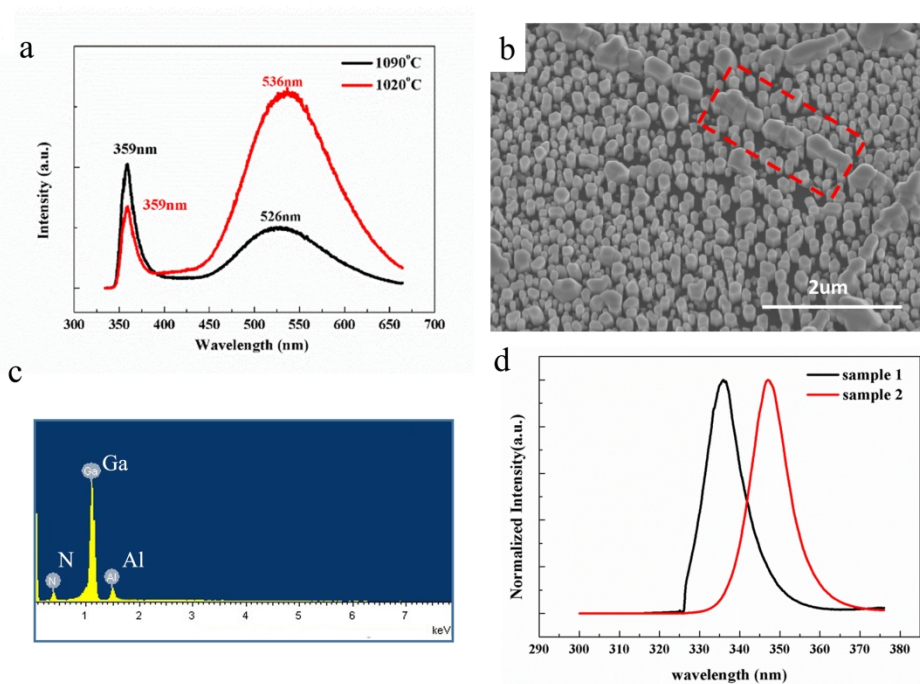 a
1090°C
1020°C
536nm
359nm
359nm
526nm
Intensity (a.u.)
300 350 400 450 500 550 600 650 700
Wavelength (nm)
b
2um
c
Ga
Ga
N
Al
N
Al
1 2 3 4 5 6 7
keV
d
sample 1
sample 2
Normalized Intensity(a.u.)
290 300 310 320 330 340 350 360 370 380
wavelength (nm)